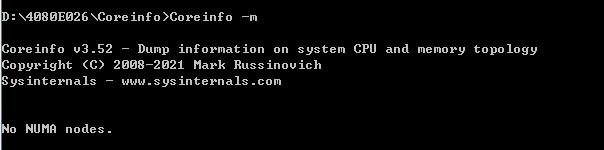 D:\4080E026\Coreinfo>Coreinfo -m
Coreinfo v3.52 - Dump information on system CPU and memory topology
Copyright (C) 2008-2021 Mark Russinovich
Sysinternals - www.sysinternals.com
No NUMA nodes.